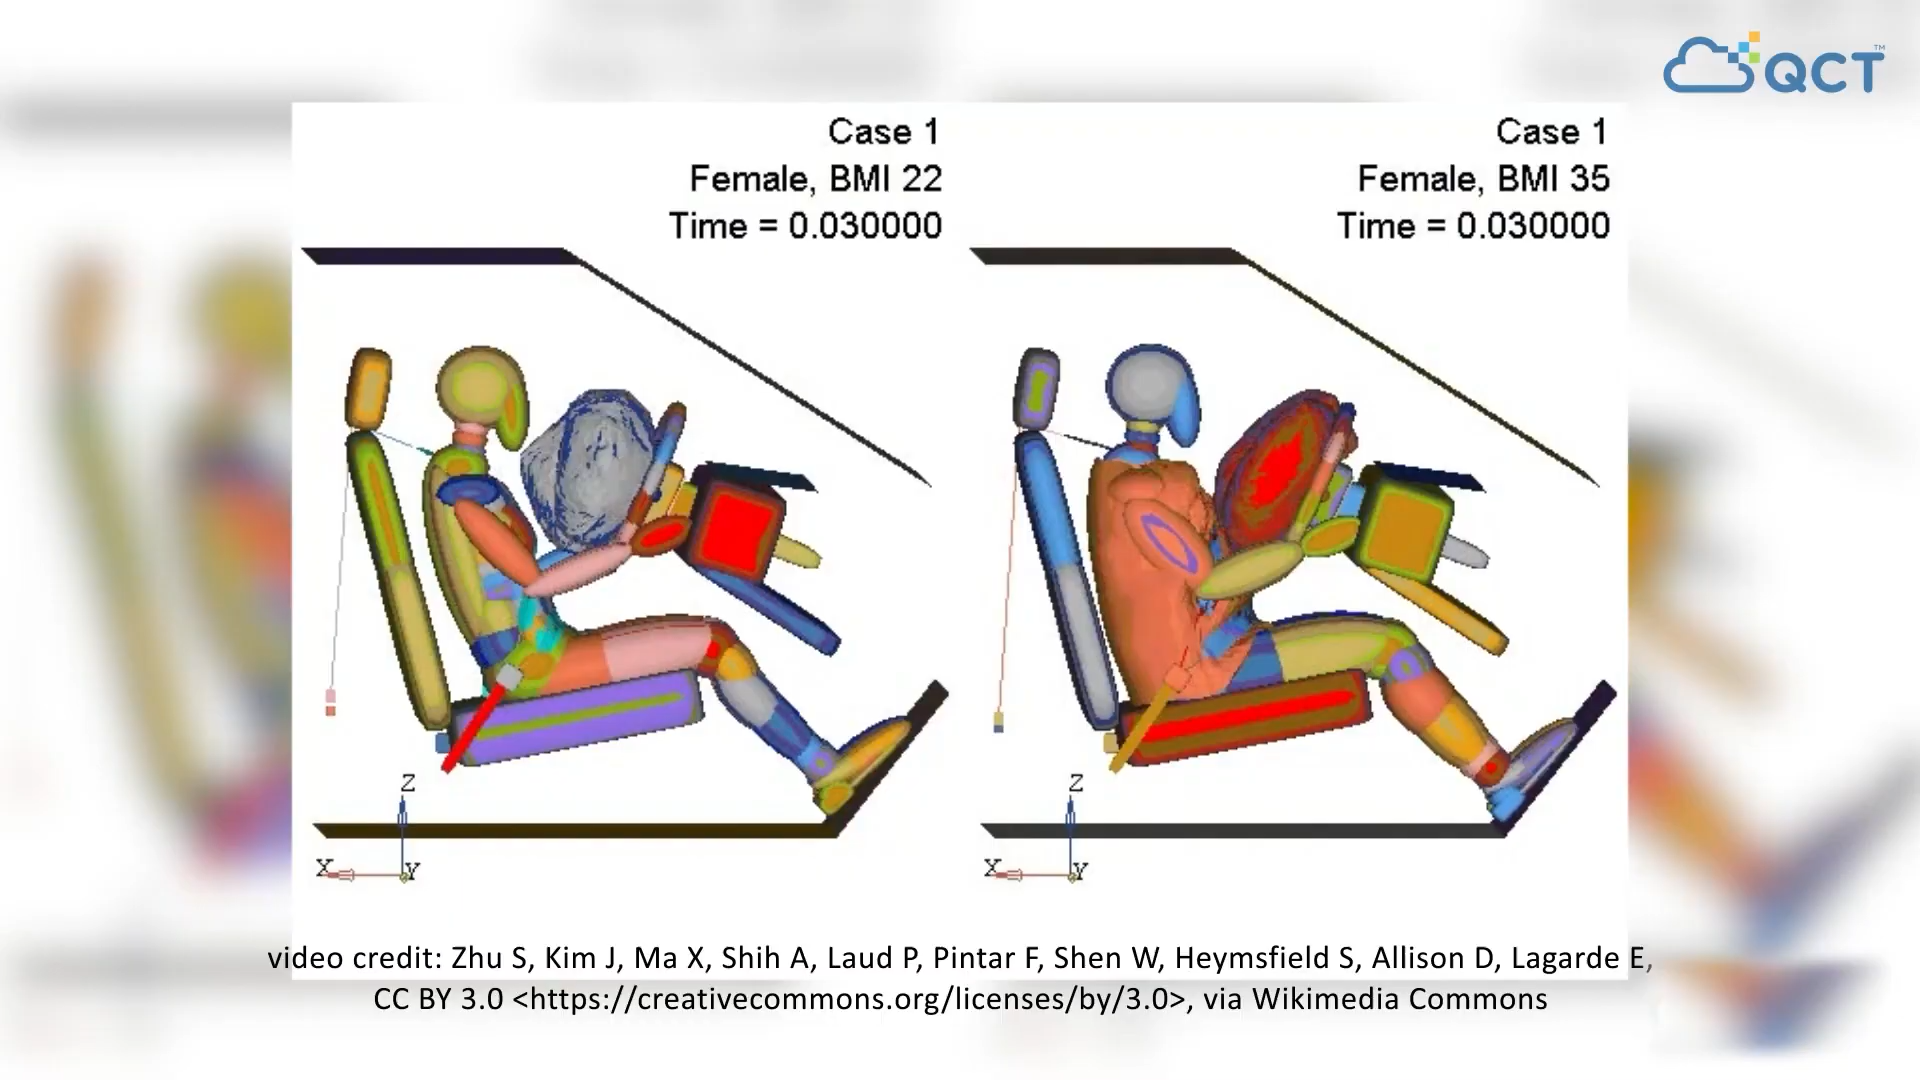 QCT™
Case 1
Female, BMI 22
Time = 0.030000
Case 1
Female, BMI 35
Time = 0.030000
Z
X
Y
Z
X
Y
video credit: Zhu S, Kim J, Ma X, Shih A, Laud P, Pintar F, Shen W, Heymsfield S, Allison D, Lagarde E,
CC BY 3.0 <https://creativecommons.org/licenses/by/3.0>, via Wikimedia Commons